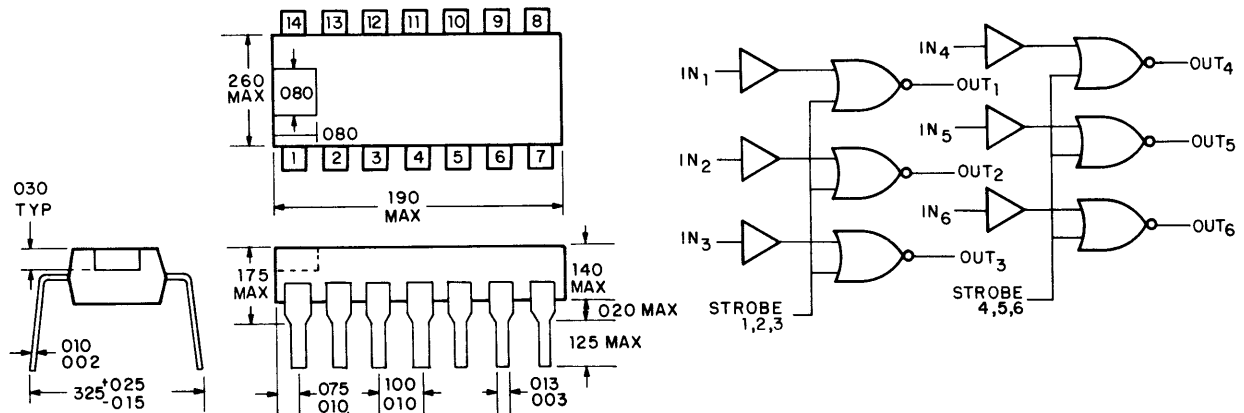 14 13 12 11 10 9 8
260
MAX
080
080
1 2 3 4 5 6 7
190
MAX
030
TYP
175
MAX
140
MAX
020 MAX
125 MAX
010
002
325 +025
-015
075
010
100
010
013
003
IN1
OUT1
IN2
OUT2
IN3
OUT3
STROBE
1,2,3
IN4
OUT4
IN5
OUT5
IN6
OUT6
STROBE
4,5,6